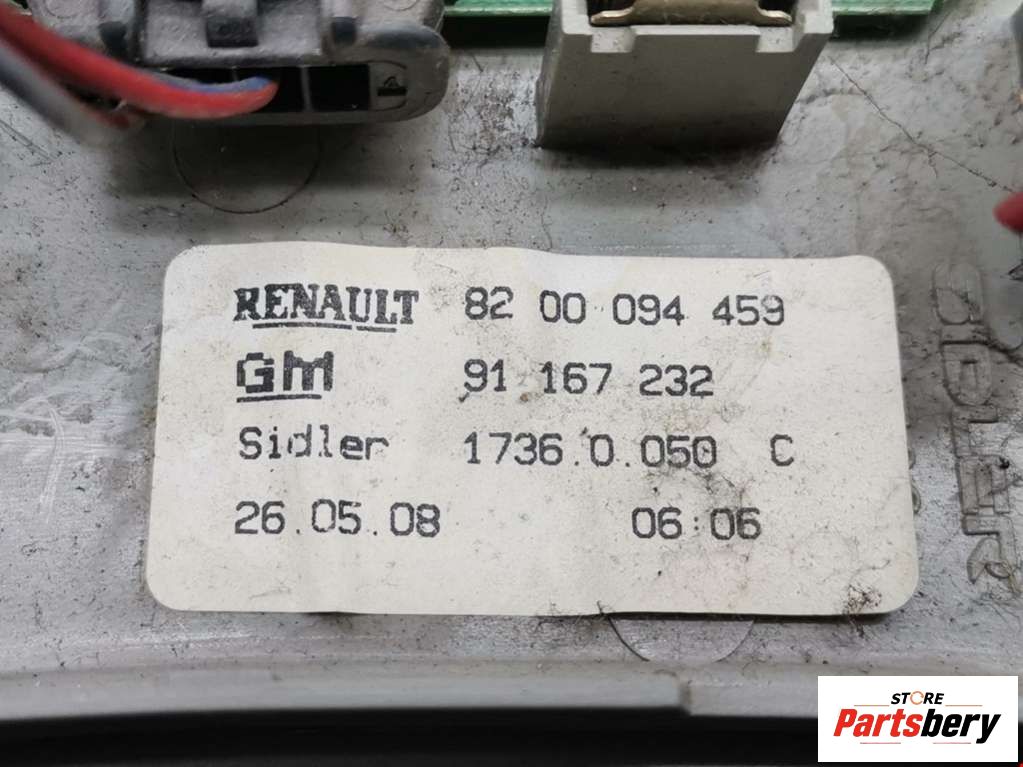 RENAULT 82 00 094 459
GM 91 167 232
Sidler 1736.0.050 C
26.05.08 06:06
SIDLER
STORE
Partsbery